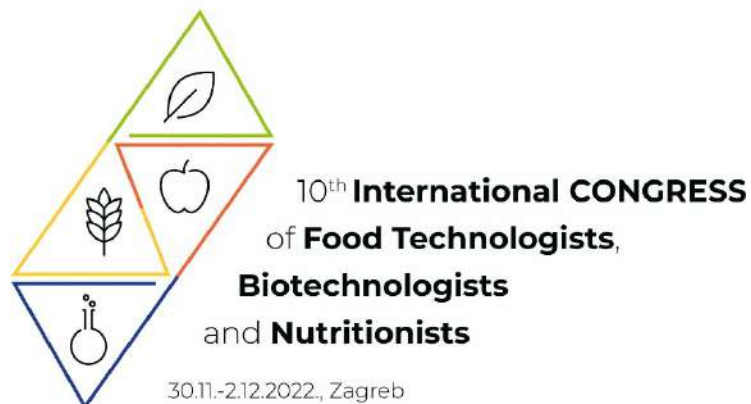 10th International CONGRESS
of Food Technologists,
Biotechnologists
and Nutritionists
30.11.-2.12.2022., Zagreb